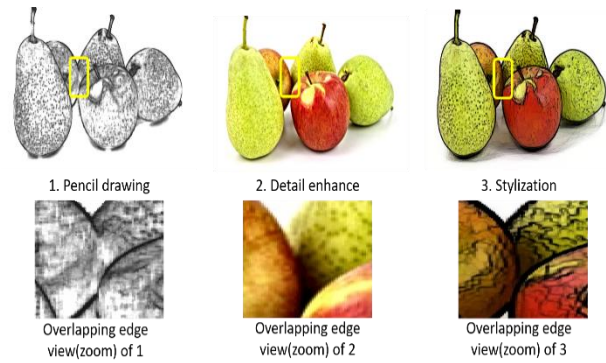 1. Pencil drawing
2. Detail enhance
3. Stylization
Overlapping edge
view(zoom) of 1
Overlapping edge
view(zoom) of 2
Overlapping edge
view(zoom) of 3